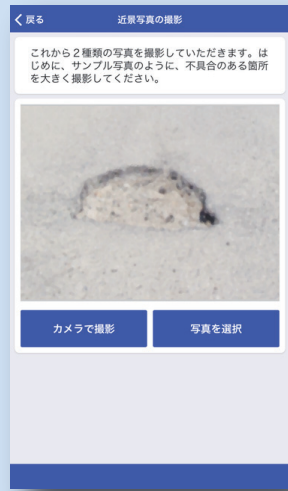 戻る
近景写真の撮影
これから２種類の写真を撮影していただきます。は
じめに、サンプル写真のように、不具合のある箇所
を大きく撮影してください。
カメラで撮影
写真を選択